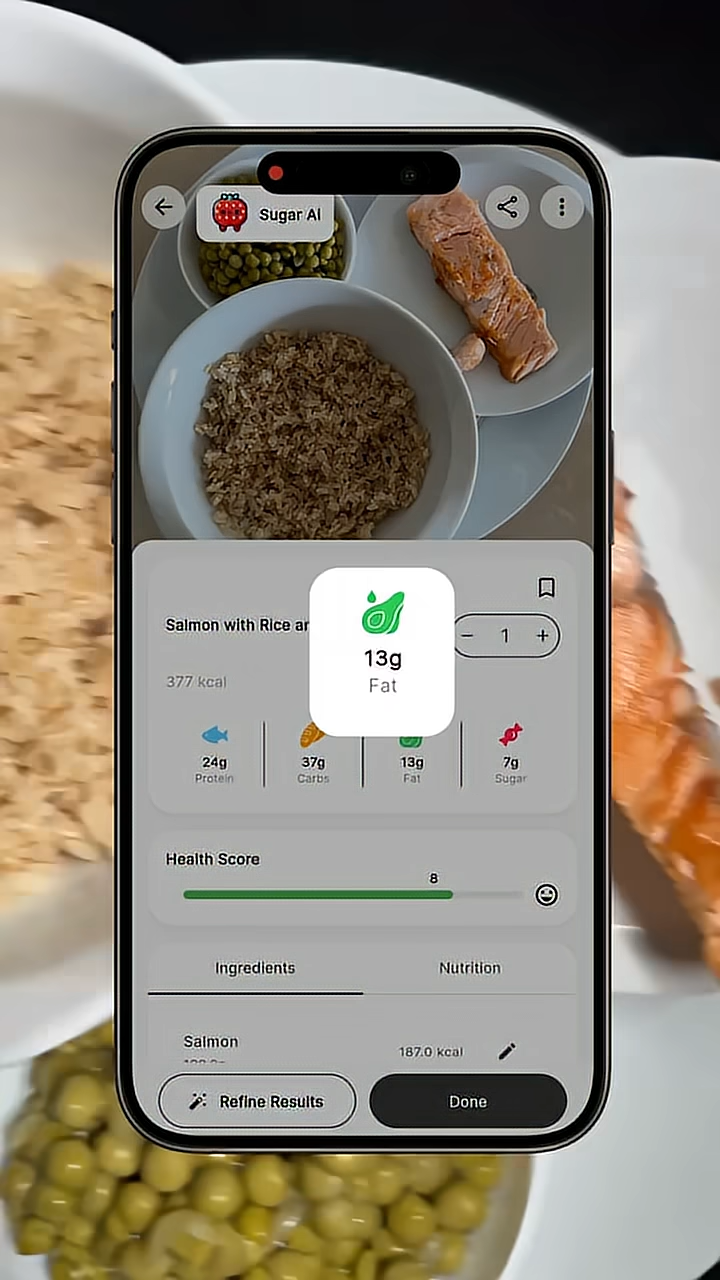 Sugar AI
13g
Fat
Salmon with Rice ar
1
377 kcal
24g
Protein
37g
Carbs
13g
Fat
7g
Sugar
Health Score
8
Ingredients
Nutrition
Salmon
187.0 kcal
Refine Results
Done